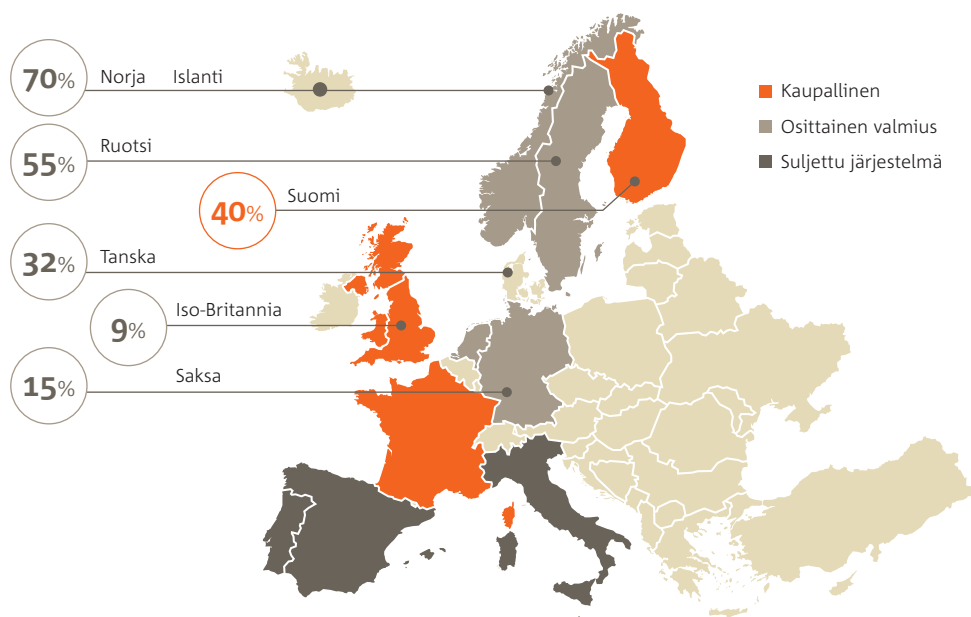 70% Norja Islanti
55% Ruotsi
40% Suomi
32% Tanska
9% Iso-Britannia
15% Saksa
Kaupallinen
Osittainen valmius
Suljettu järjestelmä